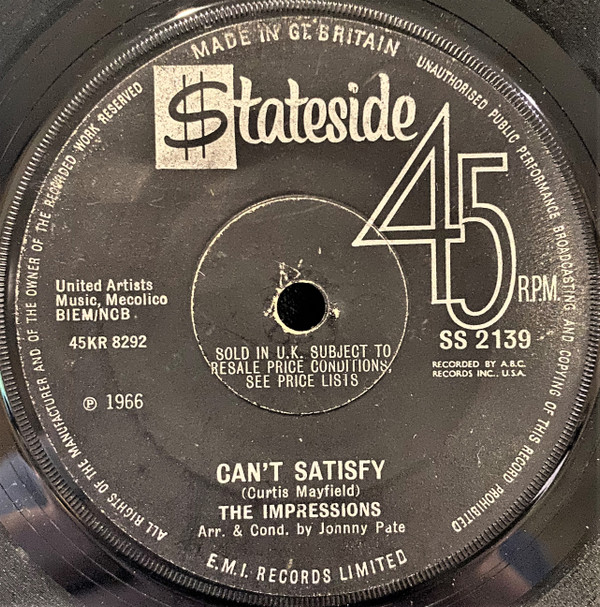 MADE IN GT. BRITAIN
UNAUTHORISED PUBLIC PERFORMANCE BROADCASTING AND COPYING OF THIS RECORD PROHIBITED
ALL RIGHTS OF THE MANUFACTURER AND OF THE OWNER OF THE RECORDED WORK RESERVED
$tateside
45
R.P.M.
United Artists
Music, Mecolico
BIEM/NCB
45KR 8292
SS 2139
RECORDED BY A.B.C.
RECORDS INC., U.S.A.
SOLD IN U.K. SUBJECT TO
RESALE PRICE CONDITIONS,
SEE PRICE LISTS
℗ 1966
CAN'T SATISFY
(Curtis Mayfield)
THE IMPRESSIONS
Arr. & Cond. by Jonny Pate
E.M.I. RECORDS LIMITED